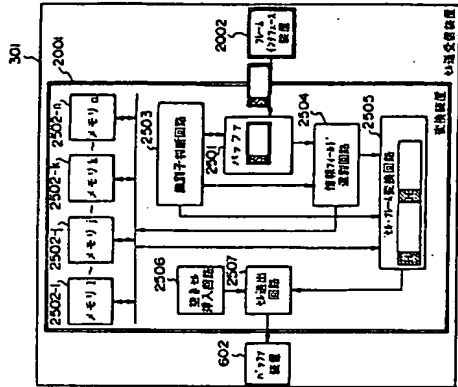 301
2001
2002
フレーム
インタフェース
装置
セル送受信装置
変換装置
2502-n
メモリn
～
2502-k
メモリk
～
2502-j
メモリj
～
2502-1
メモリ1
2503
識別子判断回路
2501
バッファ
2504
情報フィールド
選別回路
2505
セル・フレーム変換回路
2506
空きセル
挿入回路
2507
セル送出
回路
602
バッファ
装置